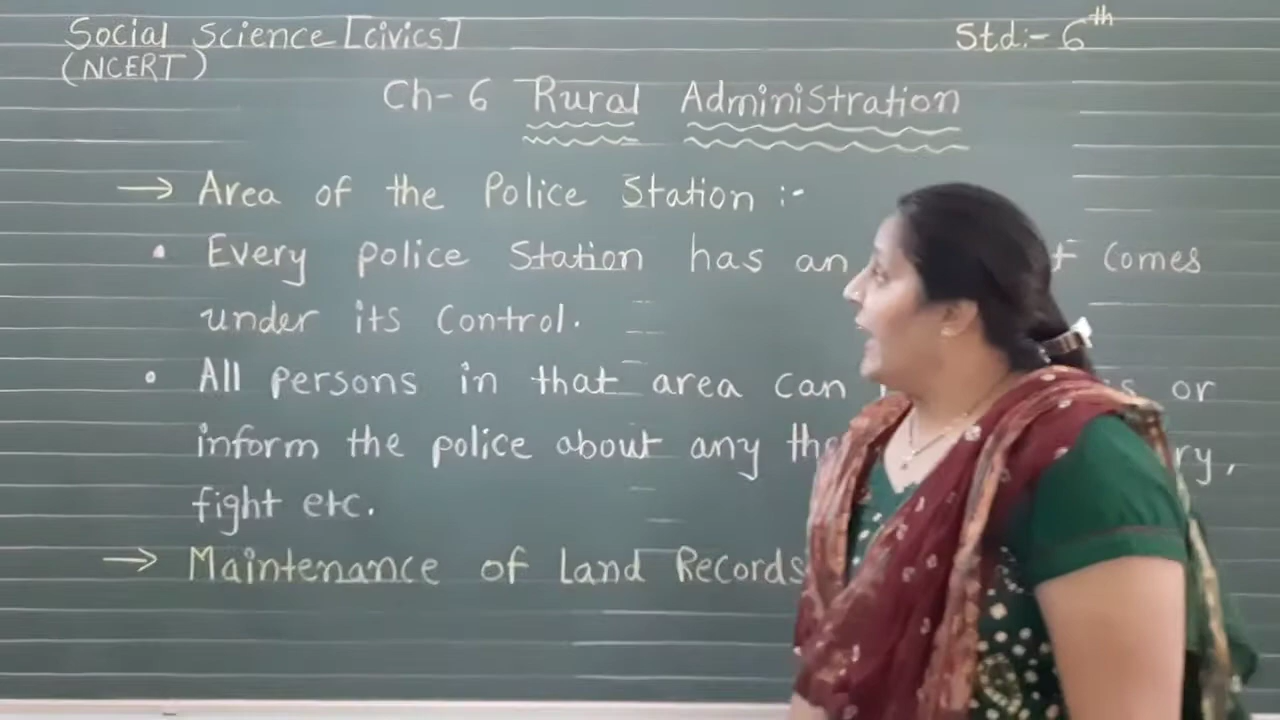 Social Science [civics]
Std:- 6th
(NCERT)
Ch- 6 Rural Administration
→ Area of the Police Station :-
• Every police Station has an comes
under its control.
• All persons in that area can or
inform the police about any
fight etc.
→ Maintenance of Land Records